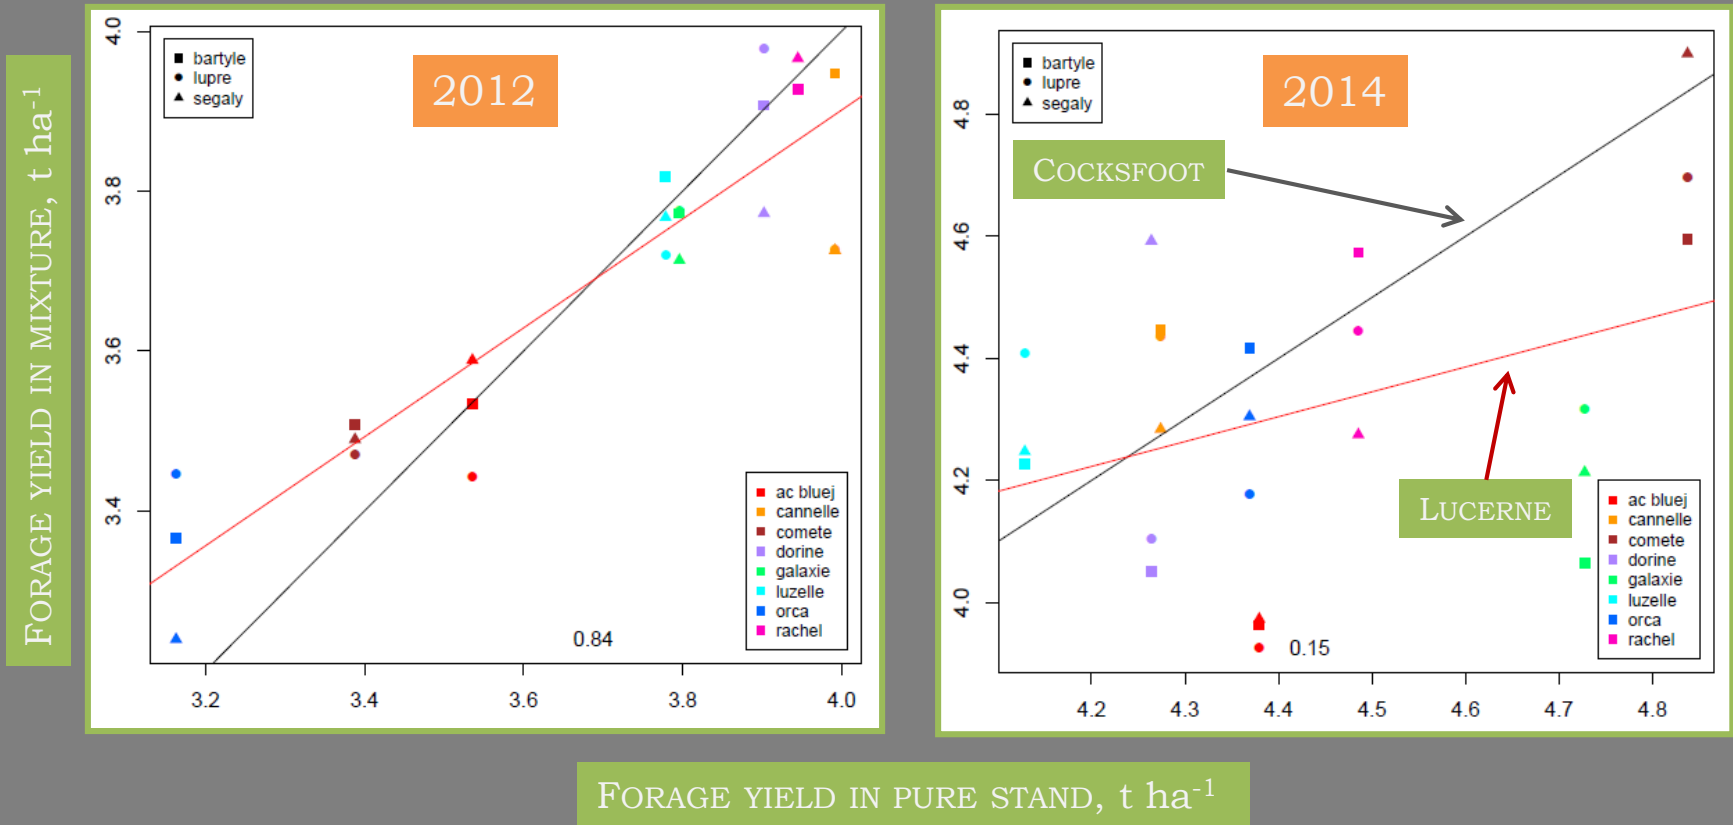 FORAGE YIELD IN MIXTURE, t ha-1
2012
bartyle
lupre
segaly
4.0
3.8
3.6
3.4
3.2
3.4
3.6
3.8
4.0
0.84
ac bluej
cannelle
comete
dorine
galaxie
luzelle
orca
rachel
2014
bartyle
lupre
segaly
COCKSFOOT
LUCERNE
4.8
4.6
4.4
4.2
4.0
4.2
4.3
4.4
4.5
4.6
4.7
4.8
0.15
ac bluej
cannelle
comete
dorine
galaxie
luzelle
orca
rachel
FORAGE YIELD IN PURE STAND, t ha-1